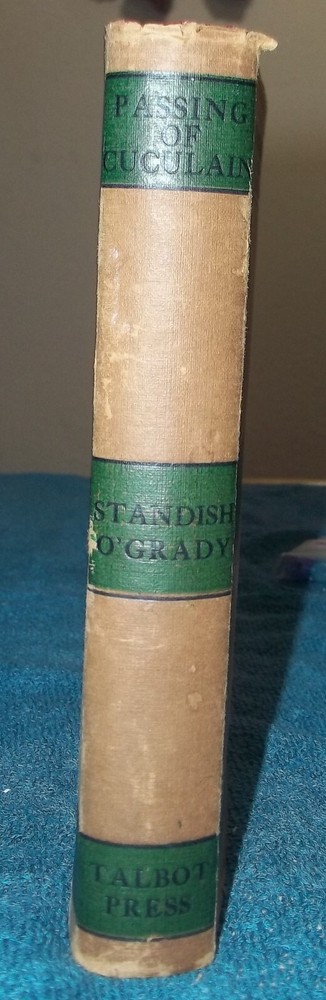 PASSING
OF
CUCULAIN
STANDISH
O'GRADY
TALBOT
PRESS